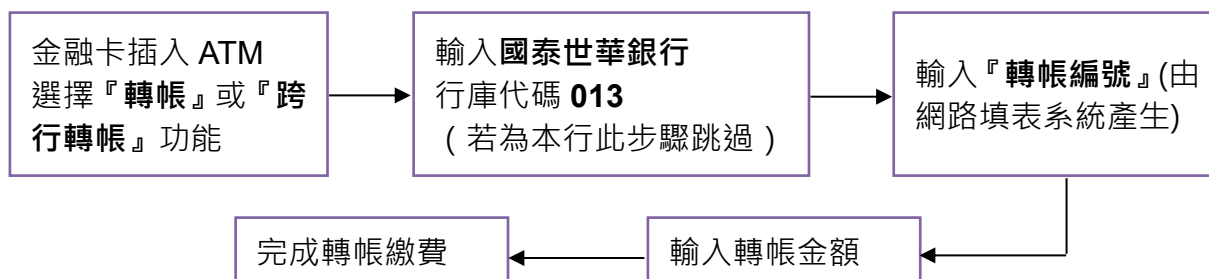 金融卡插入 ATM
選擇『轉帳』或『跨
行轉帳』功能
輸入國泰世華銀行
行庫代碼 013
(若為本行此步驟跳過)
輸入『轉帳編號』(由
網路填表系統產生)
輸入轉帳金額
完成轉帳繳費